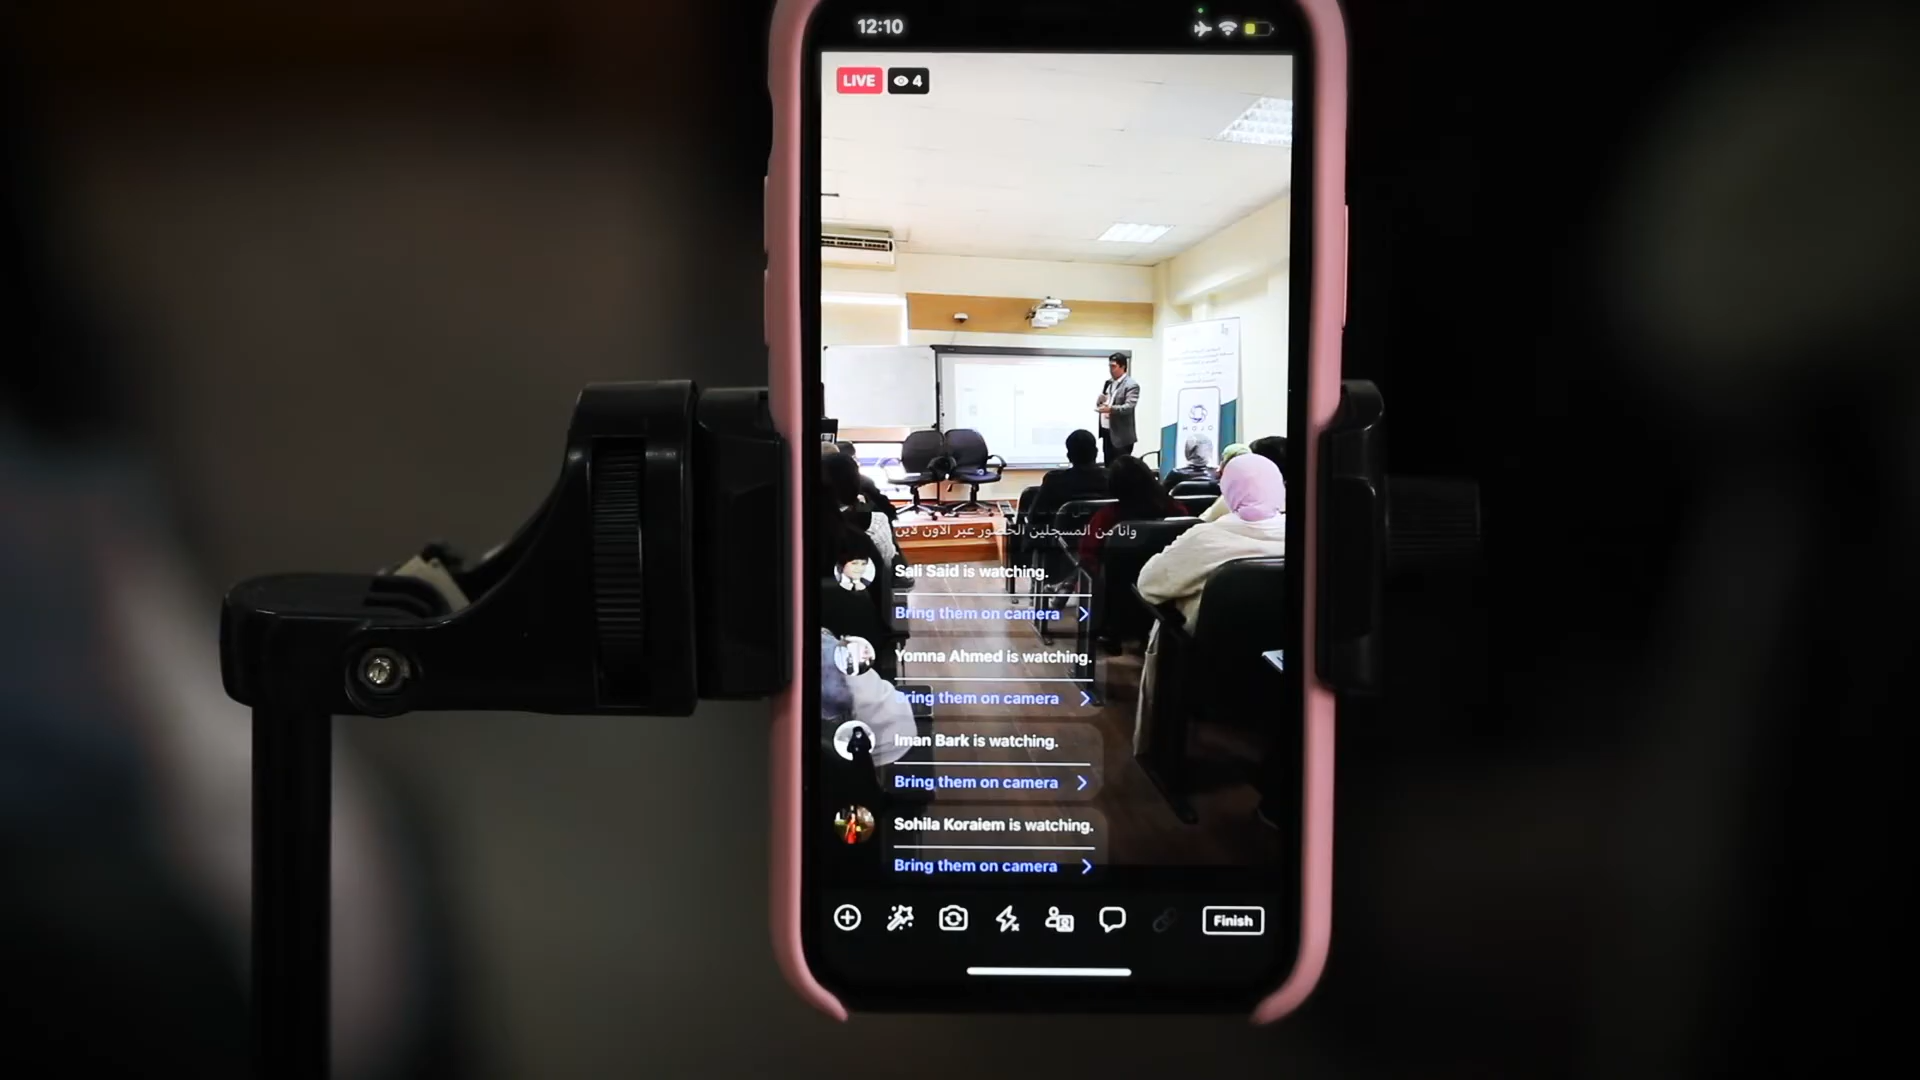 12:10
LIVE
4
وانا من المسجلين الحضور عبر الاون لاين
Sali Said is watching.
Bring them on camera
Yomna Ahmed is watching.
Bring them on camera
Iman Bark is watching.
Bring them on camera
Sohila Koraiem is watching.
Bring them on camera
Finish